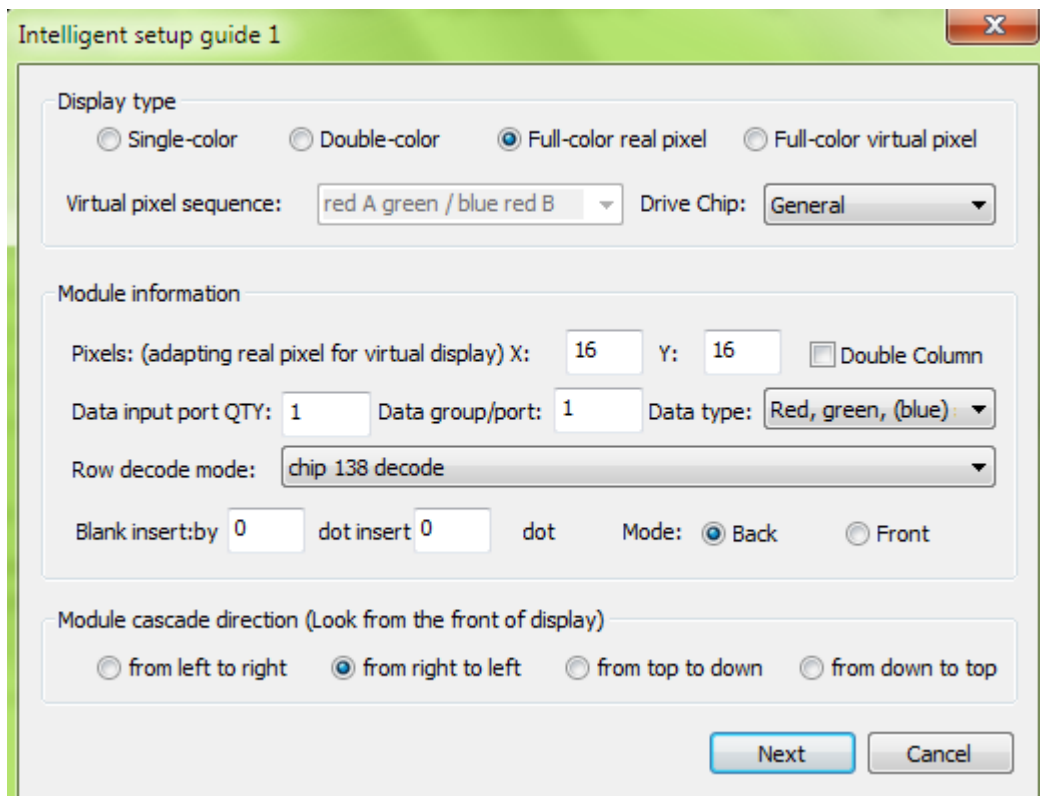 Intelligent setup guide 1
Display type
Single-color Double-color Full-color real pixel Full-color virtual pixel
Virtual pixel sequence: red A green / blue red B Drive Chip: General
Module information
Pixels: (adapting real pixel for virtual display) X: 16 Y: 16 Double Column
Data input port QTY: 1 Data group/port: 1 Data type: Red, green, (blue)
Row decode mode: chip 138 decode
Blank insert:by 0 dot insert 0 dot Mode: Back Front
Module cascade direction (Look from the front of display)
from left to right from right to left from top to down from down to top
Next Cancel